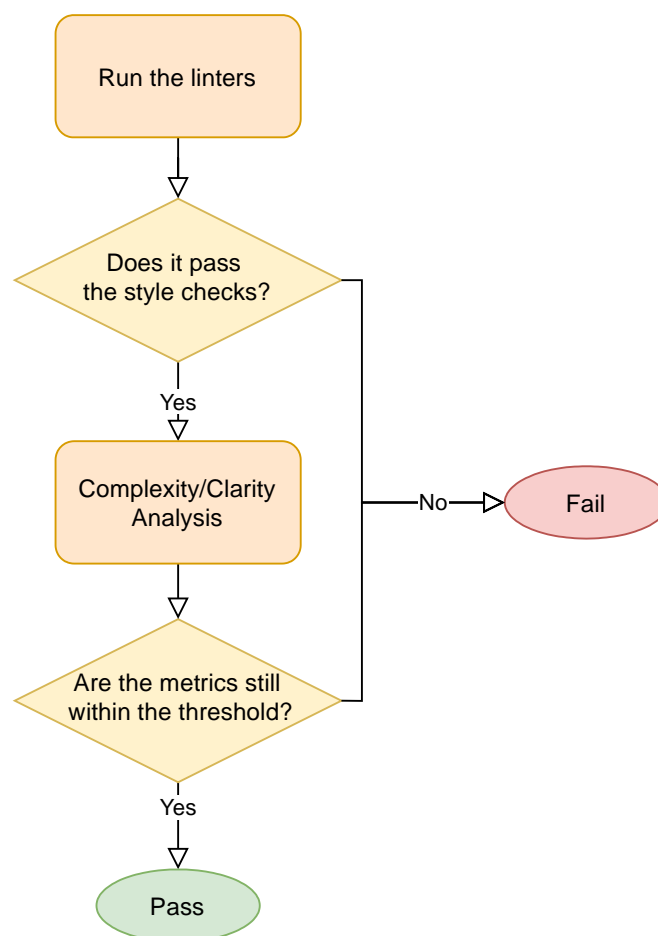 Run the linters
Does it pass
the style checks?
Yes
Complexity/Clarity
Analysis
No
Fail
Are the metrics still
within the threshold?
Yes
Pass